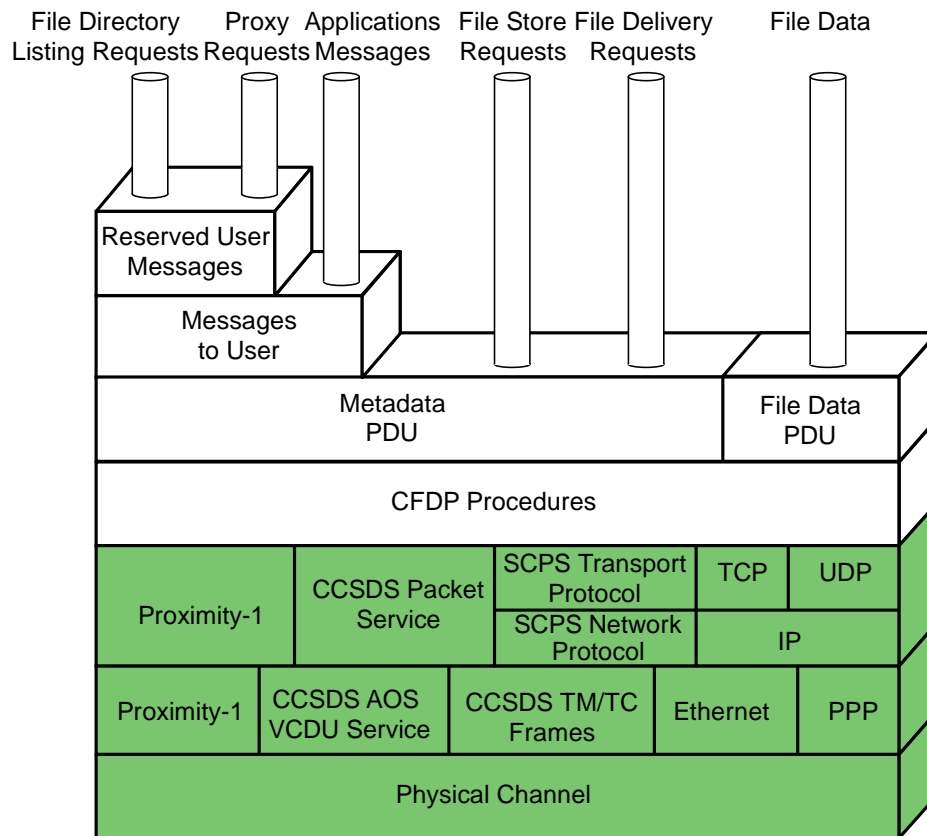 File Directory
Listing Requests
Proxy
Requests
Applications
Messages
File Store
Requests
File Delivery
Requests
File Data
Reserved User
Messages
Messages
to User
Metadata
PDU
File Data
PDU
CFDP Procedures
Proximity-1
CCSDS Packet
Service
SCPS Transport
Protocol
TCP
UDP
SCPS Network
Protocol
IP
Proximity-1
CCSDS AOS
VCDU Service
CCSDS TM/TC
Frames
Ethernet
PPP
Physical Channel